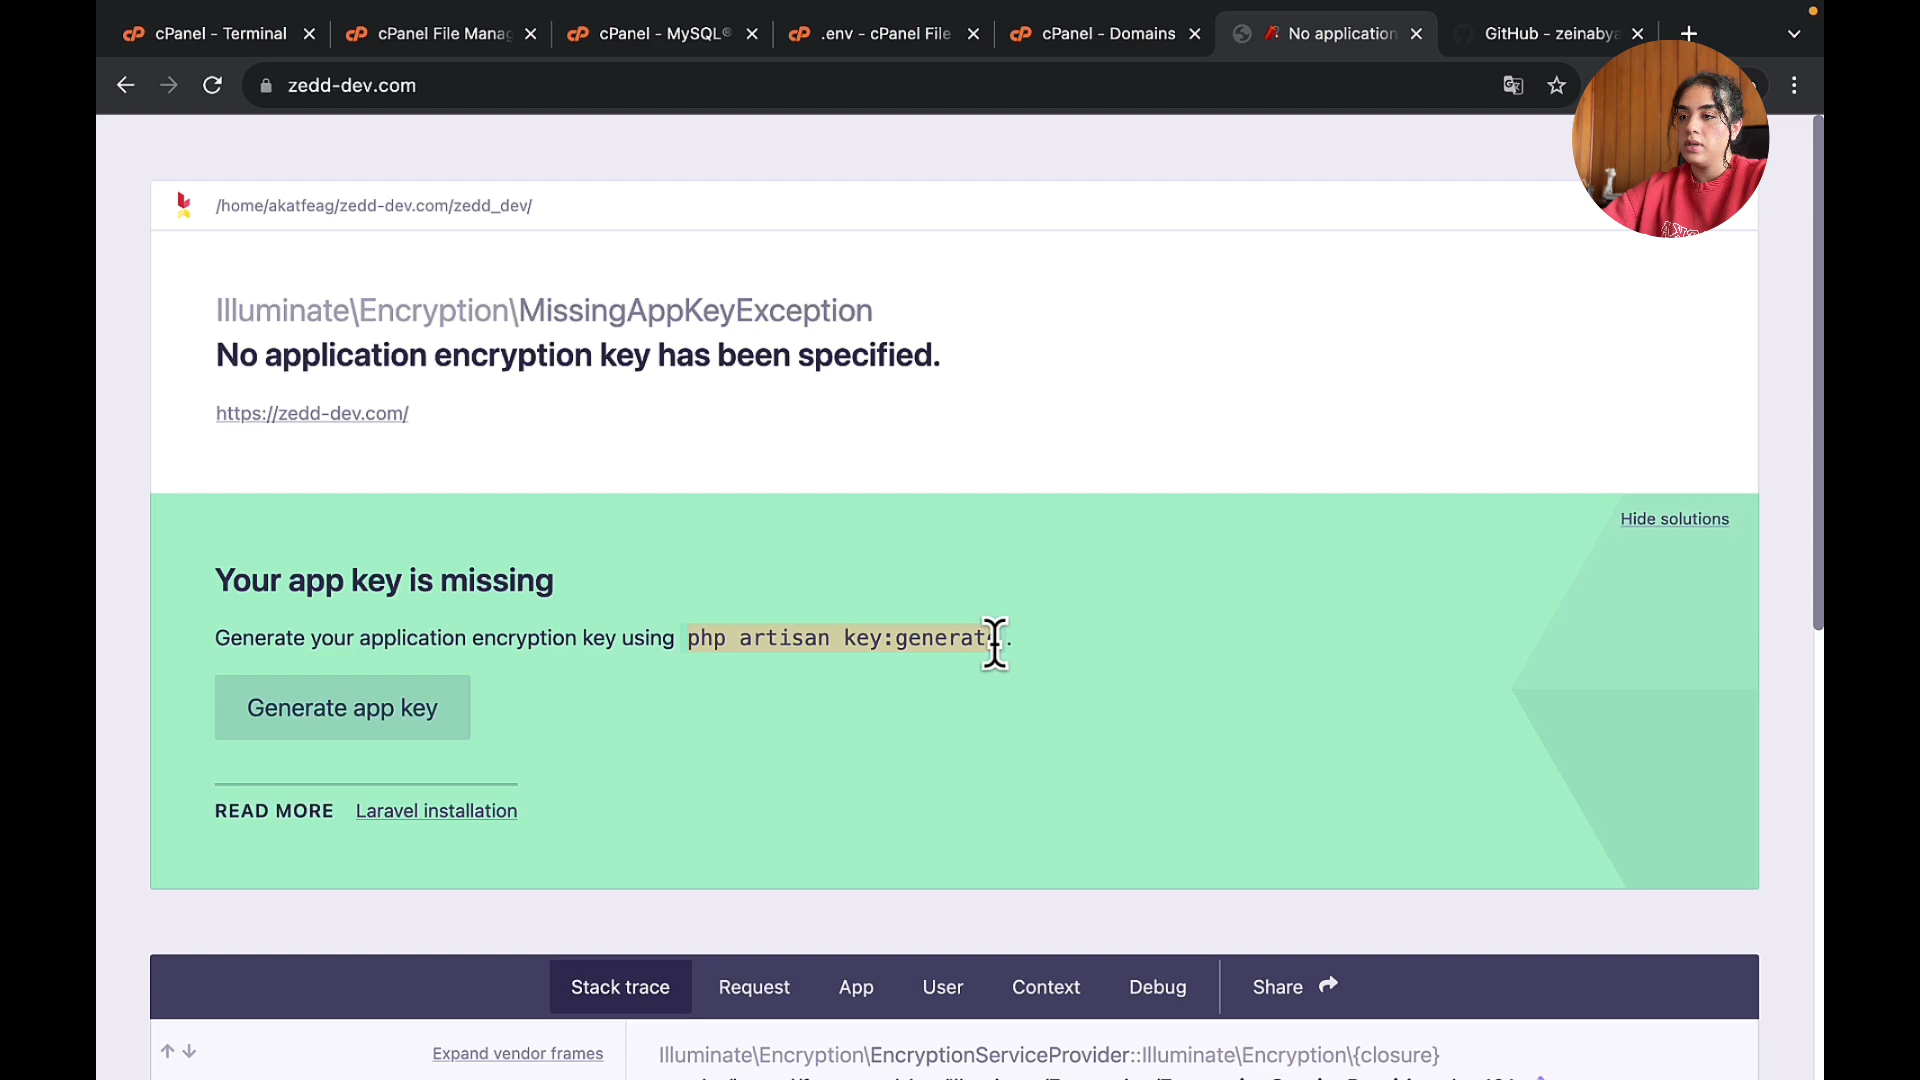 cPanel - Terminal
cPanel File Manag
cPanel - MySQL®
.env - cPanel File
cPanel - Domains
No application
GitHub - zeinabya
zedd-dev.com
/home/akatfeag/zedd-dev.com/zedd_dev/
Illuminate\Encryption\MissingAppKeyException
No application encryption key has been specified.
https://zedd-dev.com/
Hide solutions
Your app key is missing
Generate your application encryption key using php artisan key:generate.
Generate app key
READ MORE Laravel installation
Stack trace
Request
App
User
Context
Debug
Share
Expand vendor frames
Illuminate\Encryption\EncryptionServiceProvider::Illuminate\Encryption\{closure}